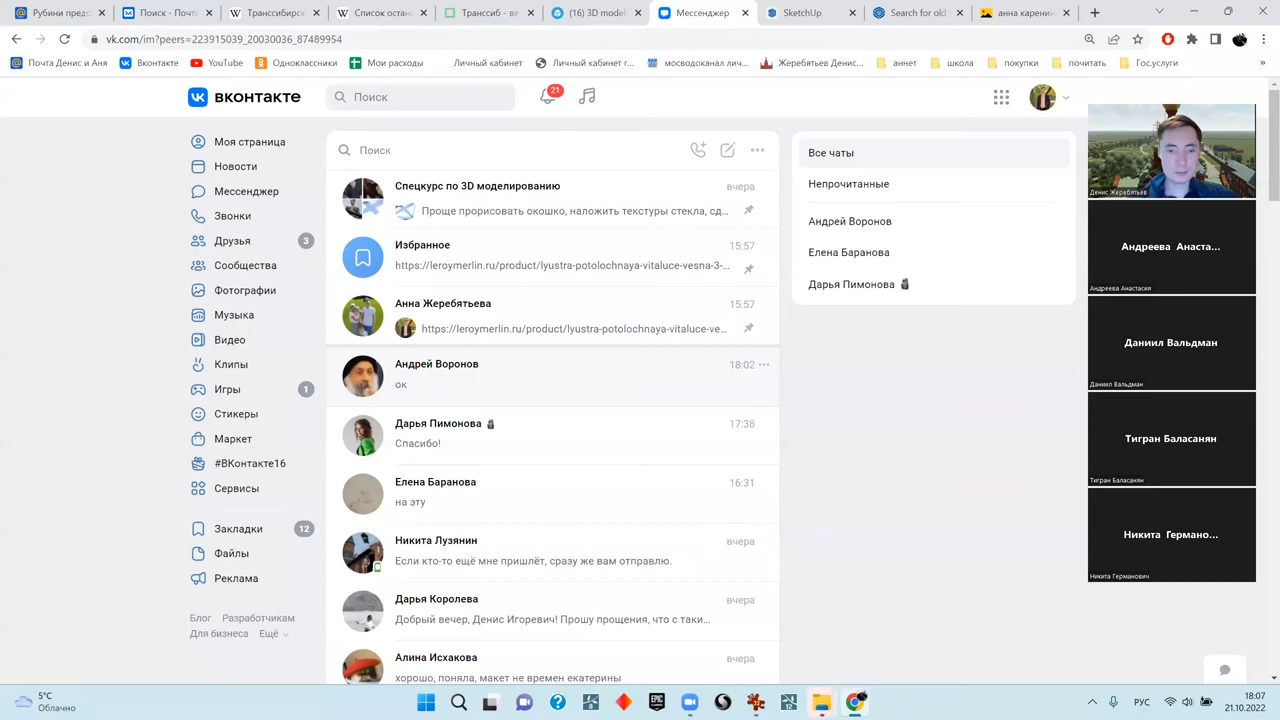 Рубини предс
Поиск - Почта
Транссибирск
Список остан
Транссиб - ве
(16) 3D модел
Мессенджер
SketchUp
Search for old
анна каренин
vk.com/im?peers=223915039_20030036_87489954
Почта Денис и Аня
Вконтакте
YouTube
Одноклассники
Мои расходы
Личный кабинет
Личный кабинет г...
мосводоканал лич...
Жеребятьев Денис...
аннет
школа
покупки
почитать
Гос.услуги
»
вконтакте
Поиск
21
Моя страница
Новости
Мессенджер
Звонки
Друзья 3
Сообщества
Фотографии
Музыка
Видео
Клипы
Игры 1
Стикеры
Маркет
#ВКонтакте16
Сервисы
Закладки 12
Файлы
Реклама
Блог Разработчикам
Для бизнеса Ещё
Поиск
Спецкурс по 3D моделированию вчера
Проще прорисовать окошко, наложить текстуры стекла, сд...
Избранное 15:57
https://leroymerlin.ru/product/lyustra-potolochnaya-vitaluce-vesna-3-...
Анна Жеребятьева 15:57
https://leroymerlin.ru/product/lyustra-potolochnaya-vitaluce-ve...
Андрей Воронов 18:02
ок
Дарья Пимонова 17:38
Спасибо!
Елена Баранова 16:31
на эту
Никита Лузянин вчера
Если кто-то ещё мне пришлёт, сразу же вам отправлю.
Дарья Королева вчера
Добрый вечер, Денис Игоревич! Прошу прощения, что с таки...
Алина Исхакова вчера
хорошо, поняла, макет не времен екатерины
Все чаты
Непрочитанные
Андрей Воронов
Елена Баранова
Дарья Пимонова
Денис Жеребятьев
Андреева Анаста...
Андреева Анастасия
Даниил Вальдман
Даниил Вальдман
Тигран Баласанян
Тигран Баласанян
Никита Германо...
Никита Германович
5°C
Облачно
EPIC
GAMES
РУС
18:07
21.10.2022